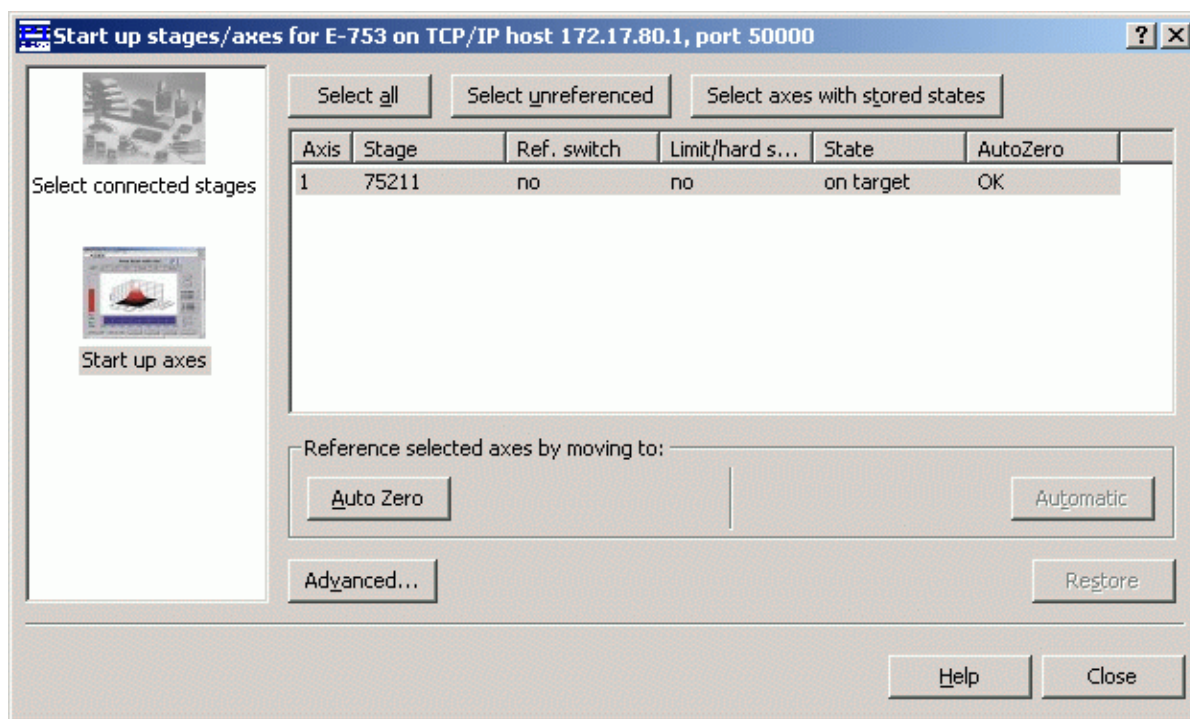 Start up stages/axes for E-753 on TCP/IP host 172.17.80.1, port 50000
Select all Select unreferenced Select axes with stored states
Axis Stage Ref. switch Limit/hard s... State AutoZero
1 75211 no no on target OK
Select connected stages
Start up axes
Reference selected axes by moving to:
Auto Zero Automatic
Advanced... Restore
Help Close